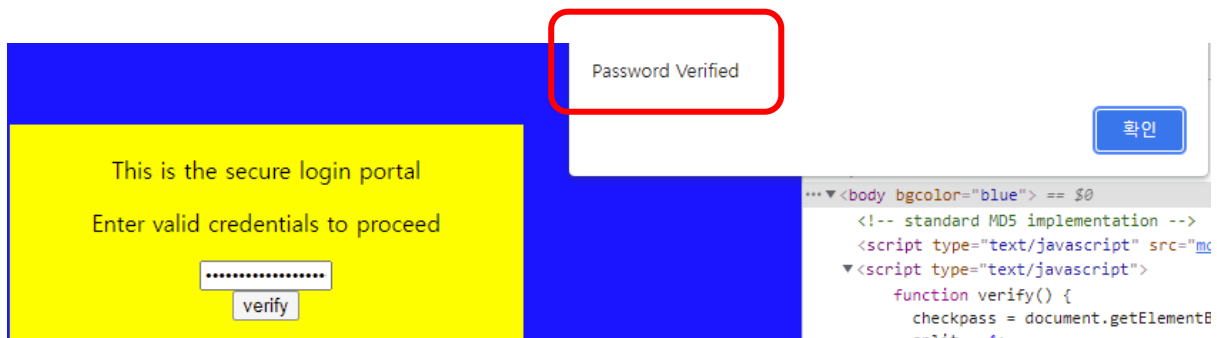 Password Verified
확인
This is the secure login portal
Enter valid credentials to proceed
verify
<body bgcolor="blue"> == $0
<!-- standard MD5 implementation -->
<script type="text/javascript" src="
<script type="text/javascript">
function verify() {
checkpass = document.getElementB